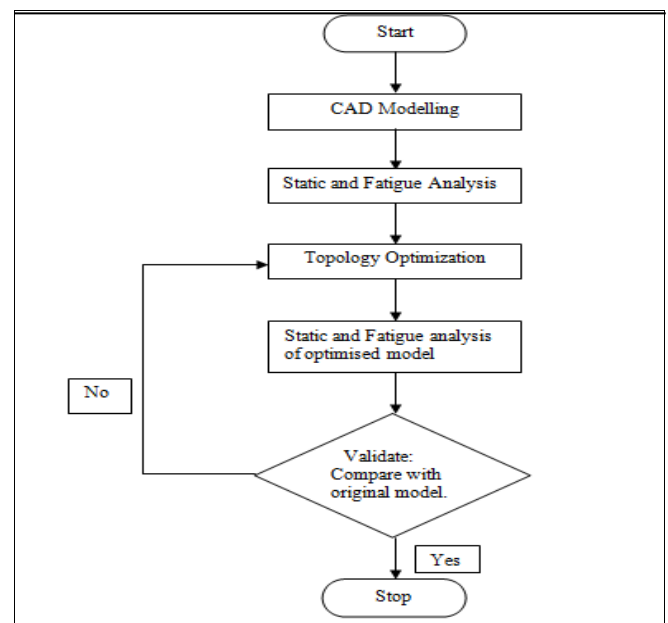 Start
CAD Modelling
Static and Fatigue Analysis
Topology Optimization
Static and Fatigue analysis
of optimised model
No
Validate:
Compare with
original model.
Yes
Stop